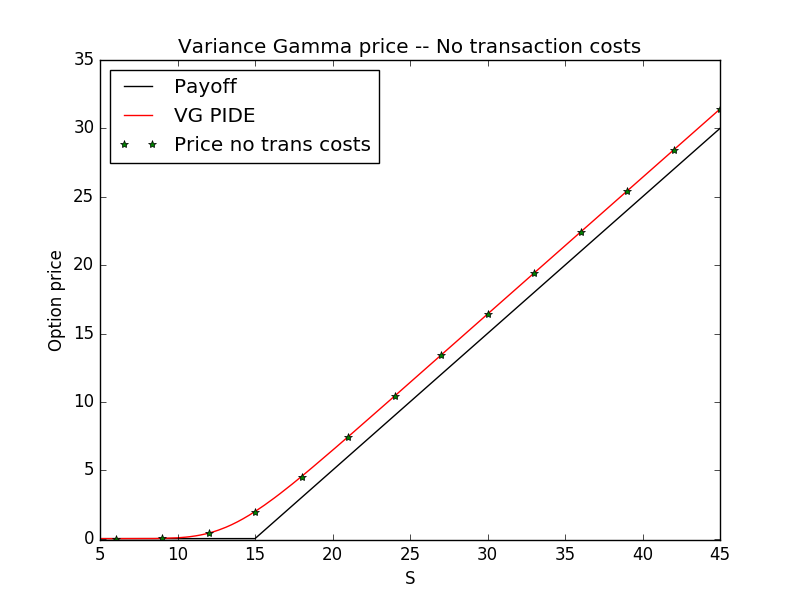 Variance Gamma price -- No transaction costs
Payoff
VG PIDE
Price no trans costs
Option price
35
30
25
20
15
10
5
0
5 10 15 20 25 30 35 40 45
S